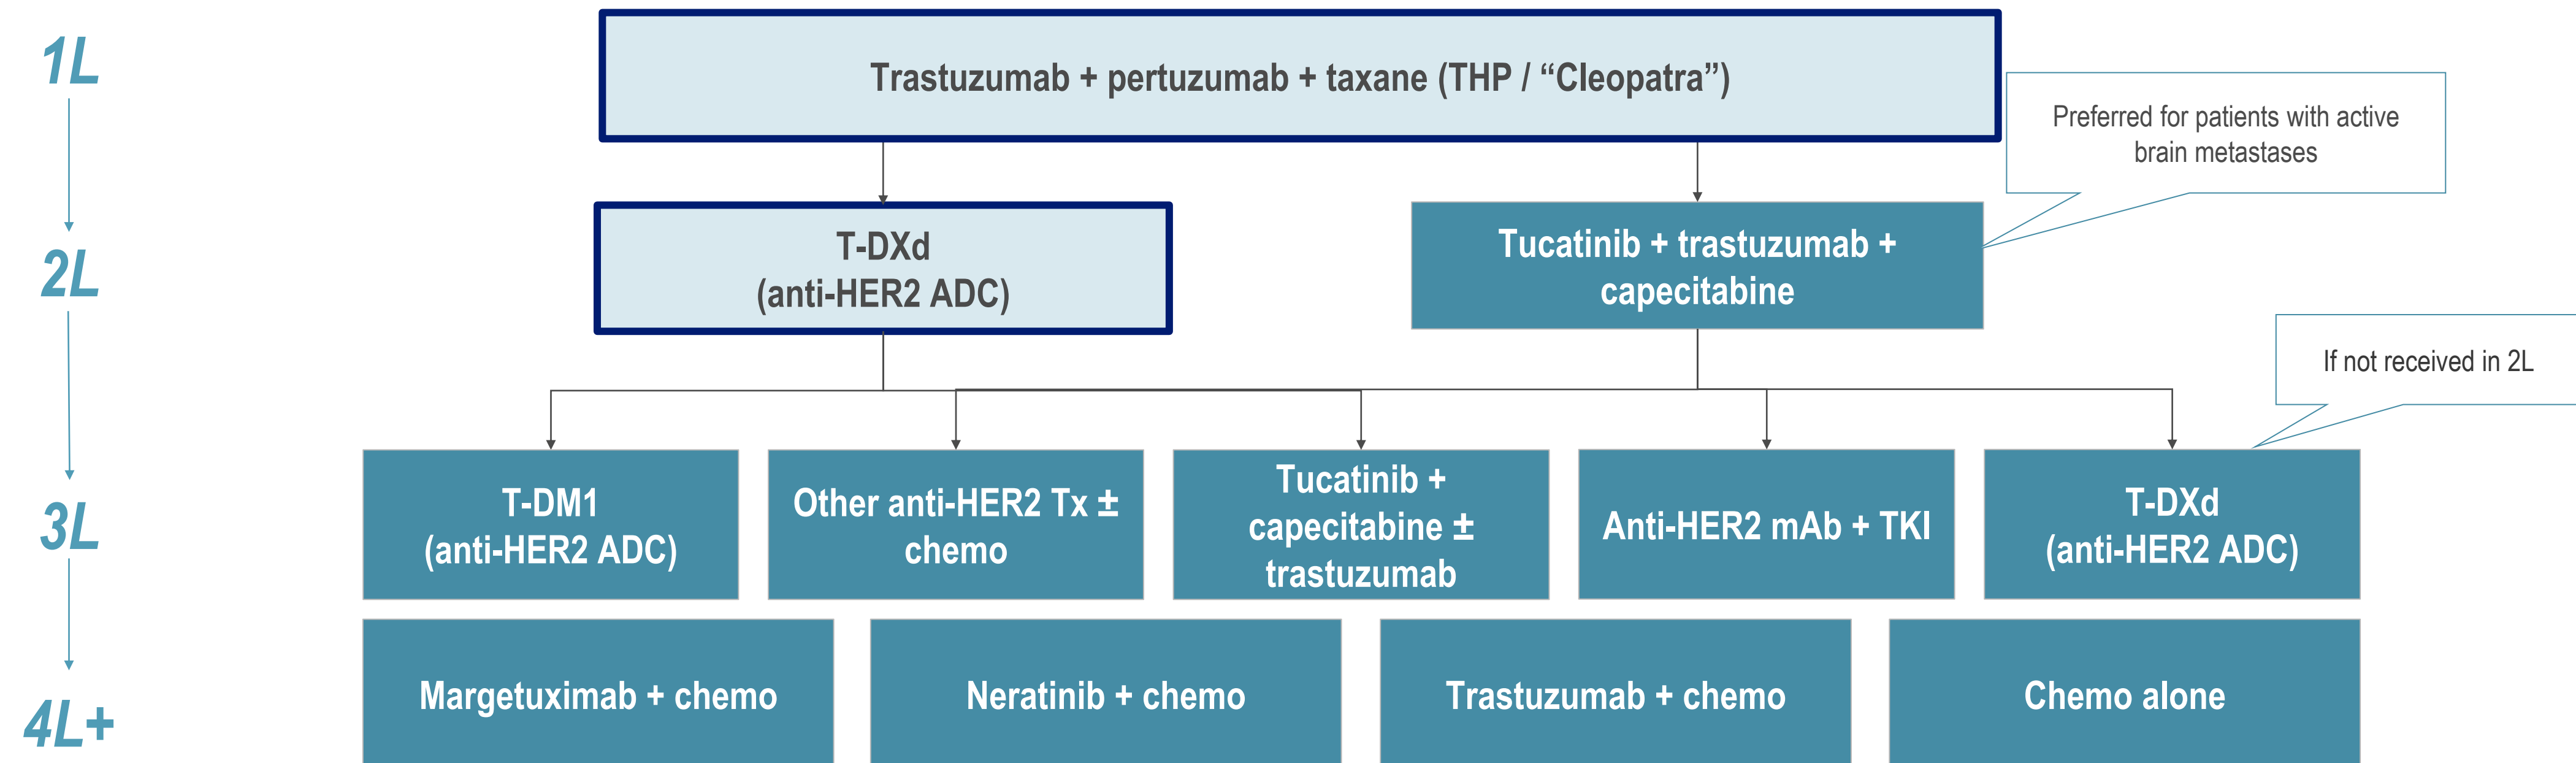 1L
Trastuzumab + pertuzumab + taxane (THP / “Cleopatra”)
Preferred for patients with active
brain metastases
2L
T-DXd
(anti-HER2 ADC)
Tucatinib + trastuzumab +
capecitabine
If not received in 2L
3L
T-DM1
(anti-HER2 ADC)
Other anti-HER2 Tx ±
chemo
Tucatinib +
capecitabine ±
trastuzumab
Anti-HER2 mAb + TKI
T-DXd
(anti-HER2 ADC)
4L+
Margetuximab + chemo
Neratinib + chemo
Trastuzumab + chemo
Chemo alone